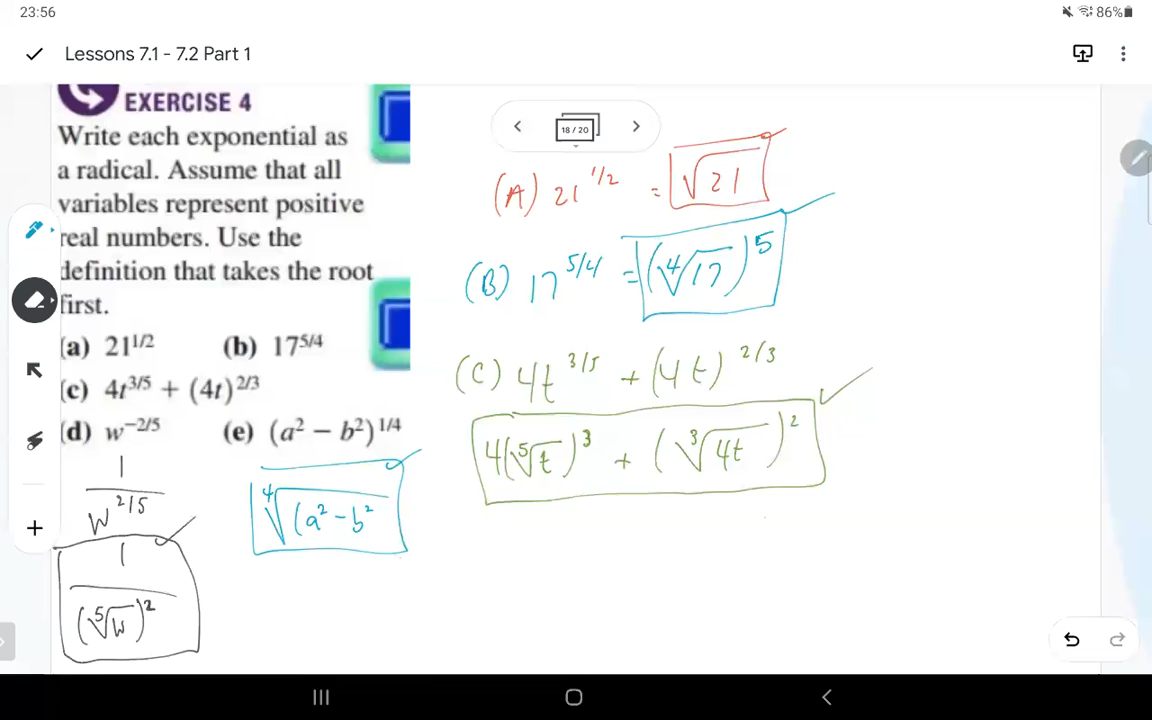 23:56
86%
Lessons 7.1 - 7.2 Part 1
EXERCISE 4
Write each exponential as
a radical. Assume that all
variables represent positive
real numbers. Use the
definition that takes the root
first.
(a) 21^{1/2} (b) 17^{5/4}
(c) 4t^{3/5} + (4t)^{2/3}
(d) w^{-2/5} (e) (a² − b²)^{1/4}
1
W^{2/5}
1
(⁵√W)²
⁴√(a² - b²
18 / 20
(A) 21^{1/2} = √21
(B) 17^{5/4} = (⁴√17)^5
(C) 4t^{3/5} + (4t)^{2/3}
4(⁵√t)³ + (³√4t)²